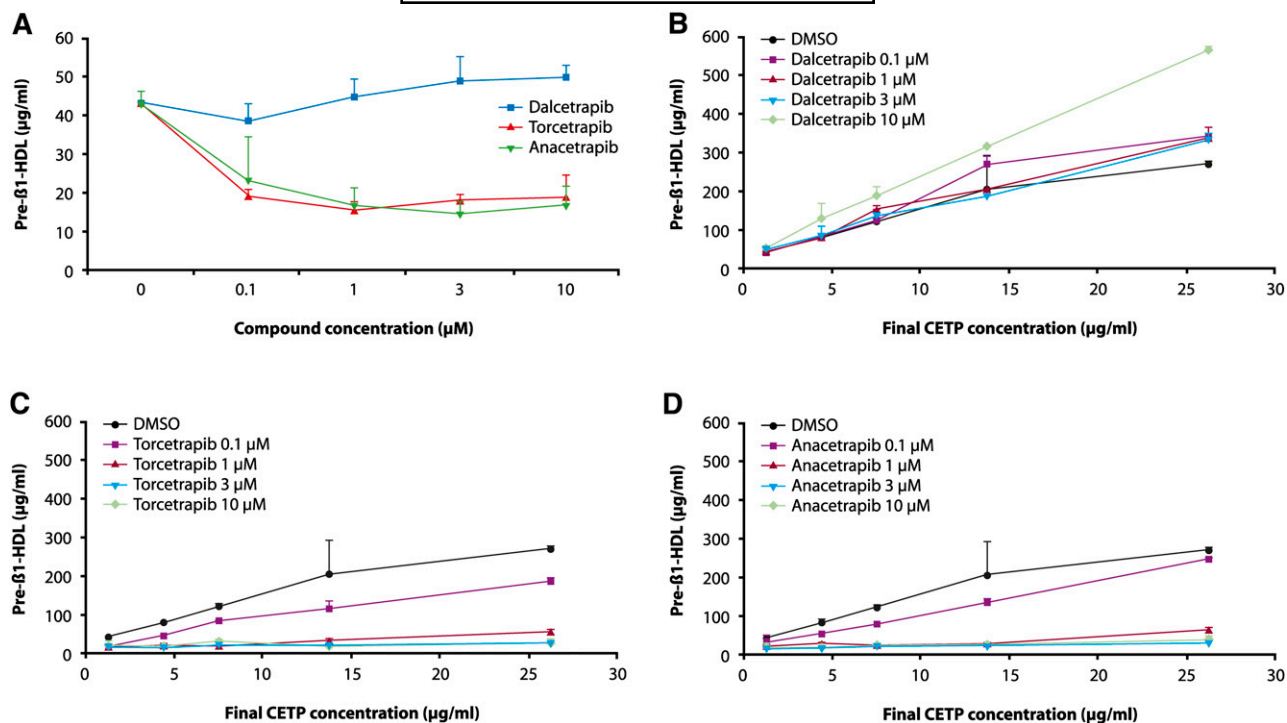 A
Pre-ß1-HDL (µg/ml)
60
50
40
30
20
10
0
0
0.1
1
3
10
Compound concentration (µM)
Dalcetrapib
Torcetrapib
Anacetrapib
B
Pre-ß1-HDL (µg/ml)
600
500
400
300
200
100
0
0
5
10
15
20
25
30
Final CETP concentration (µg/ml)
DMSO
Dalcetrapib 0.1 µM
Dalcetrapib 1 µM
Dalcetrapib 3 µM
Dalcetrapib 10 µM
C
Pre-ß1-HDL (µg/ml)
600
500
400
300
200
100
0
0
5
10
15
20
25
30
Final CETP concentration (µg/ml)
DMSO
Torcetrapib 0.1 µM
Torcetrapib 1 µM
Torcetrapib 3 µM
Torcetrapib 10 µM
D
Pre-ß1-HDL (µg/ml)
600
500
400
300
200
100
0
0
5
10
15
20
25
30
Final CETP concentration (µg/ml)
DMSO
Anacetrapib 0.1 µM
Anacetrapib 1 µM
Anacetrapib 3 µM
Anacetrapib 10 µM